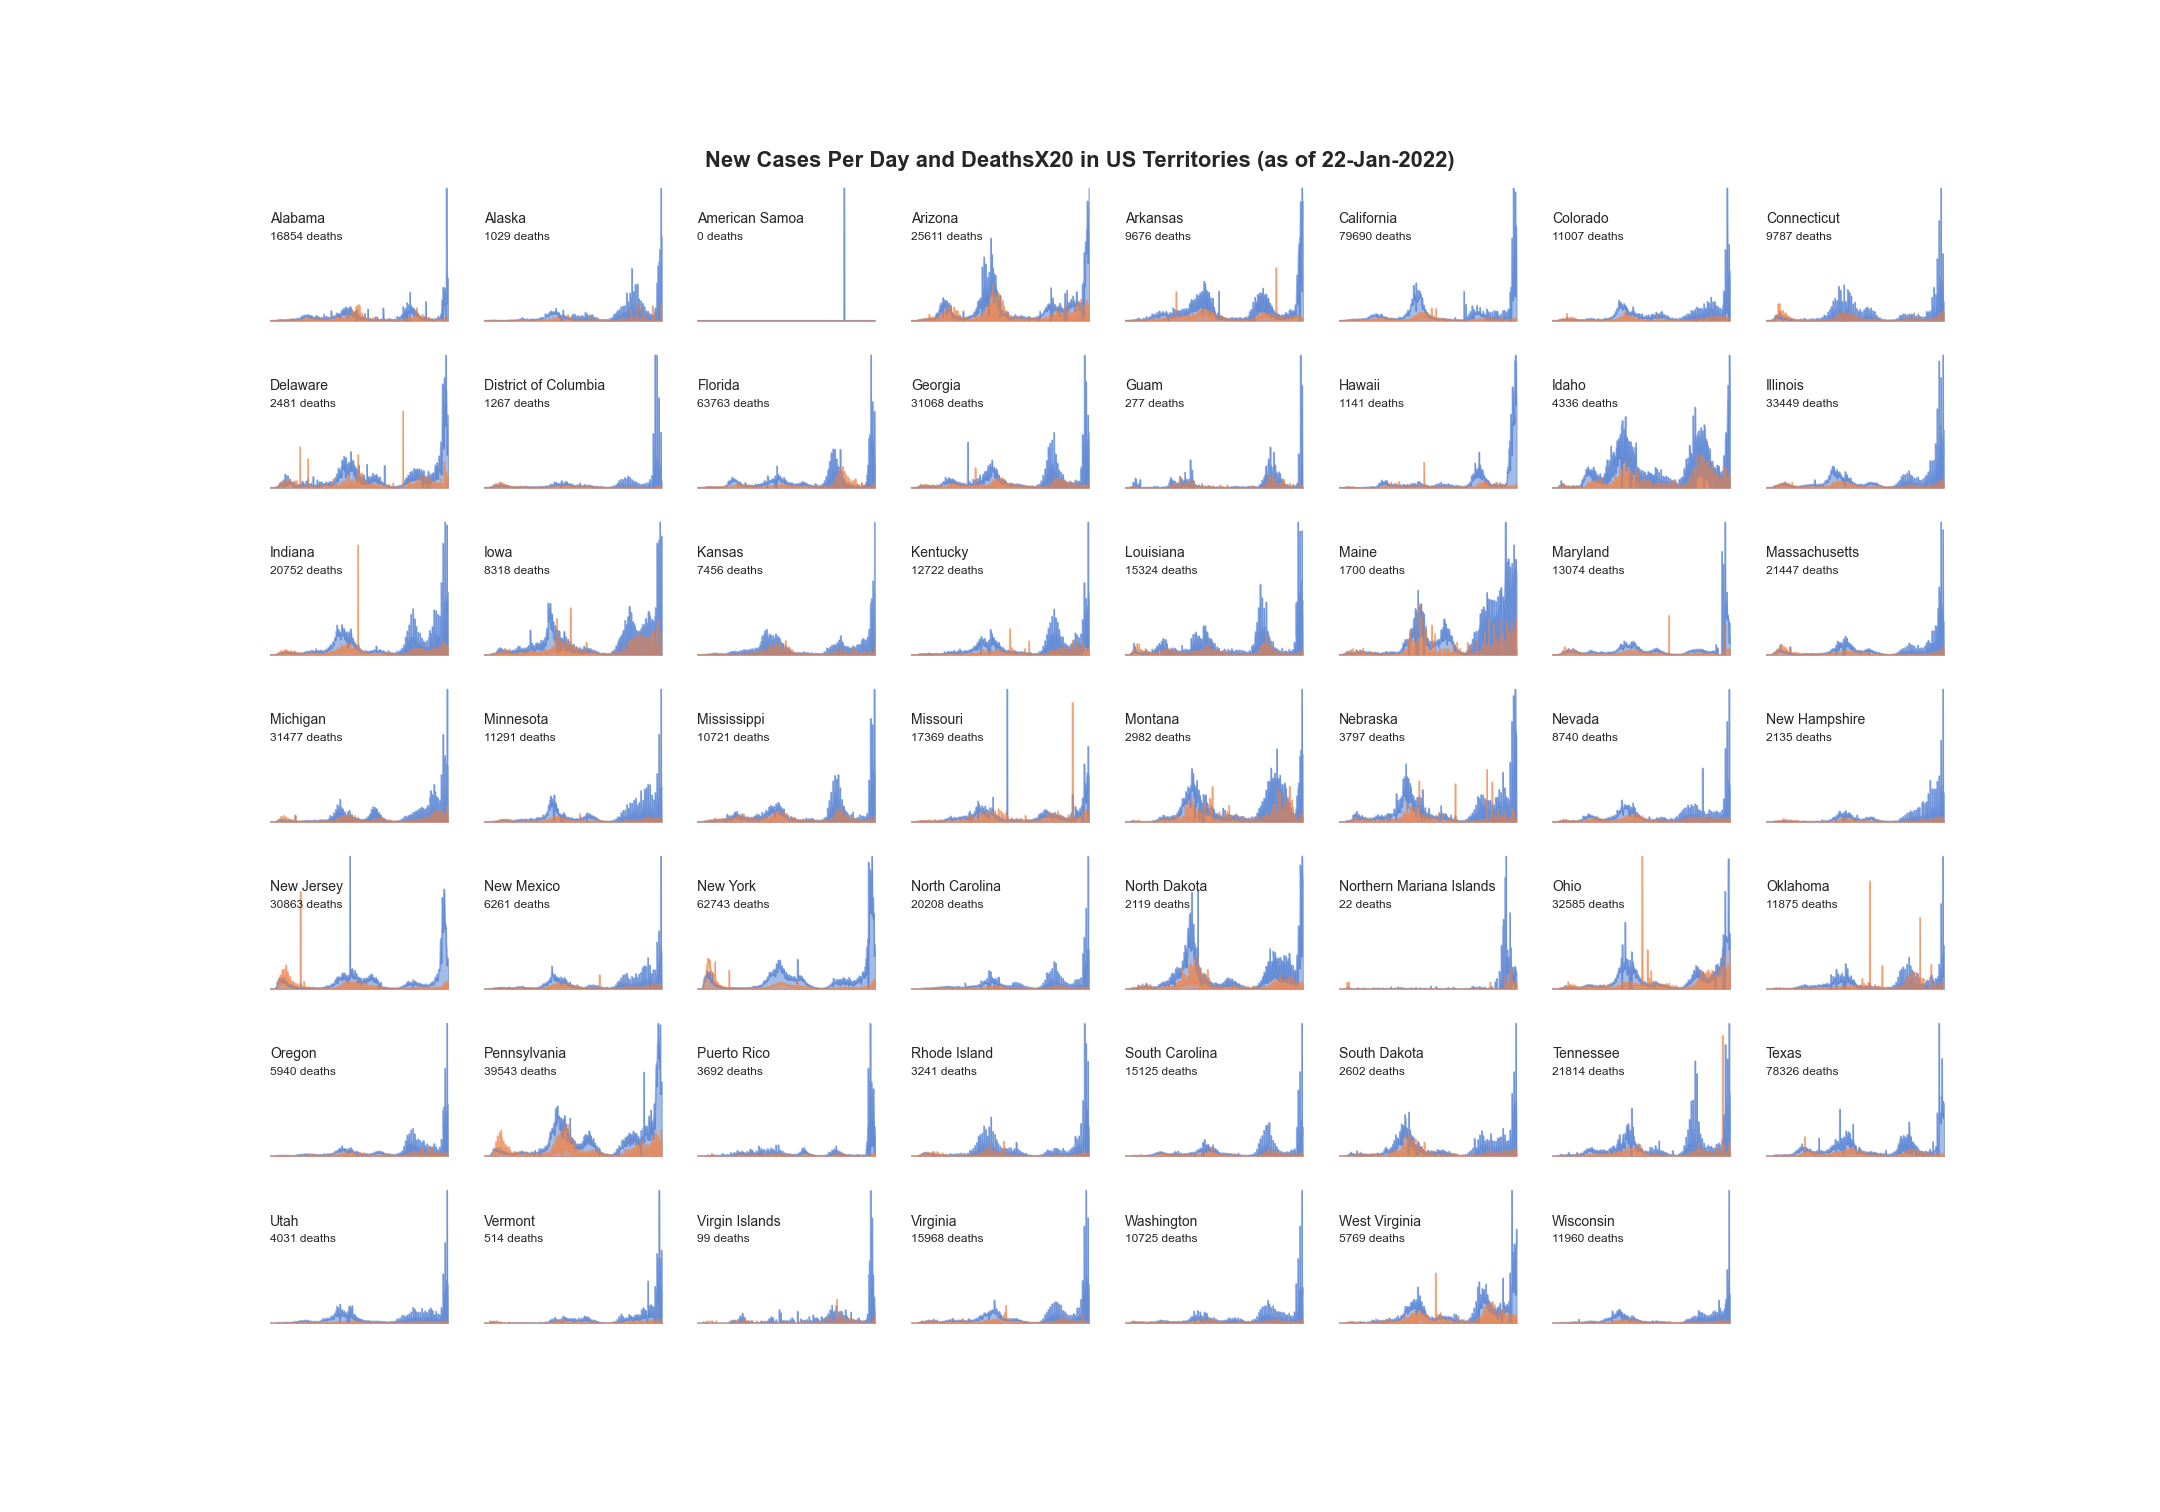 New Cases Per Day and DeathsX20 in US Territories (as of 22-Jan-2022)
Alabama
16854 deaths
Alaska
1029 deaths
American Samoa
0 deaths
Arizona
25611 deaths
Arkansas
9676 deaths
California
79690 deaths
Colorado
11007 deaths
Connecticut
9787 deaths
Delaware
2481 deaths
District of Columbia
1267 deaths
Florida
63763 deaths
Georgia
31068 deaths
Guam
277 deaths
Hawaii
1141 deaths
Idaho
4336 deaths
Illinois
33449 deaths
Indiana
20752 deaths
Iowa
8318 deaths
Kansas
7456 deaths
Kentucky
12722 deaths
Louisiana
15324 deaths
Maine
1700 deaths
Maryland
13074 deaths
Massachusetts
21447 deaths
Michigan
31477 deaths
Minnesota
11291 deaths
Mississippi
10721 deaths
Missouri
17369 deaths
Montana
2982 deaths
Nebraska
3797 deaths
Nevada
8740 deaths
New Hampshire
2135 deaths
New Jersey
30863 deaths
New Mexico
6261 deaths
New York
62743 deaths
North Carolina
20208 deaths
North Dakota
2119 deaths
Northern Mariana Islands
22 deaths
Ohio
32585 deaths
Oklahoma
11875 deaths
Oregon
5940 deaths
Pennsylvania
39543 deaths
Puerto Rico
3692 deaths
Rhode Island
3241 deaths
South Carolina
15125 deaths
South Dakota
2602 deaths
Tennessee
21814 deaths
Texas
78326 deaths
Utah
4031 deaths
Vermont
514 deaths
Virgin Islands
99 deaths
Virginia
15968 deaths
Washington
10725 deaths
West Virginia
5769 deaths
Wisconsin
11960 deaths